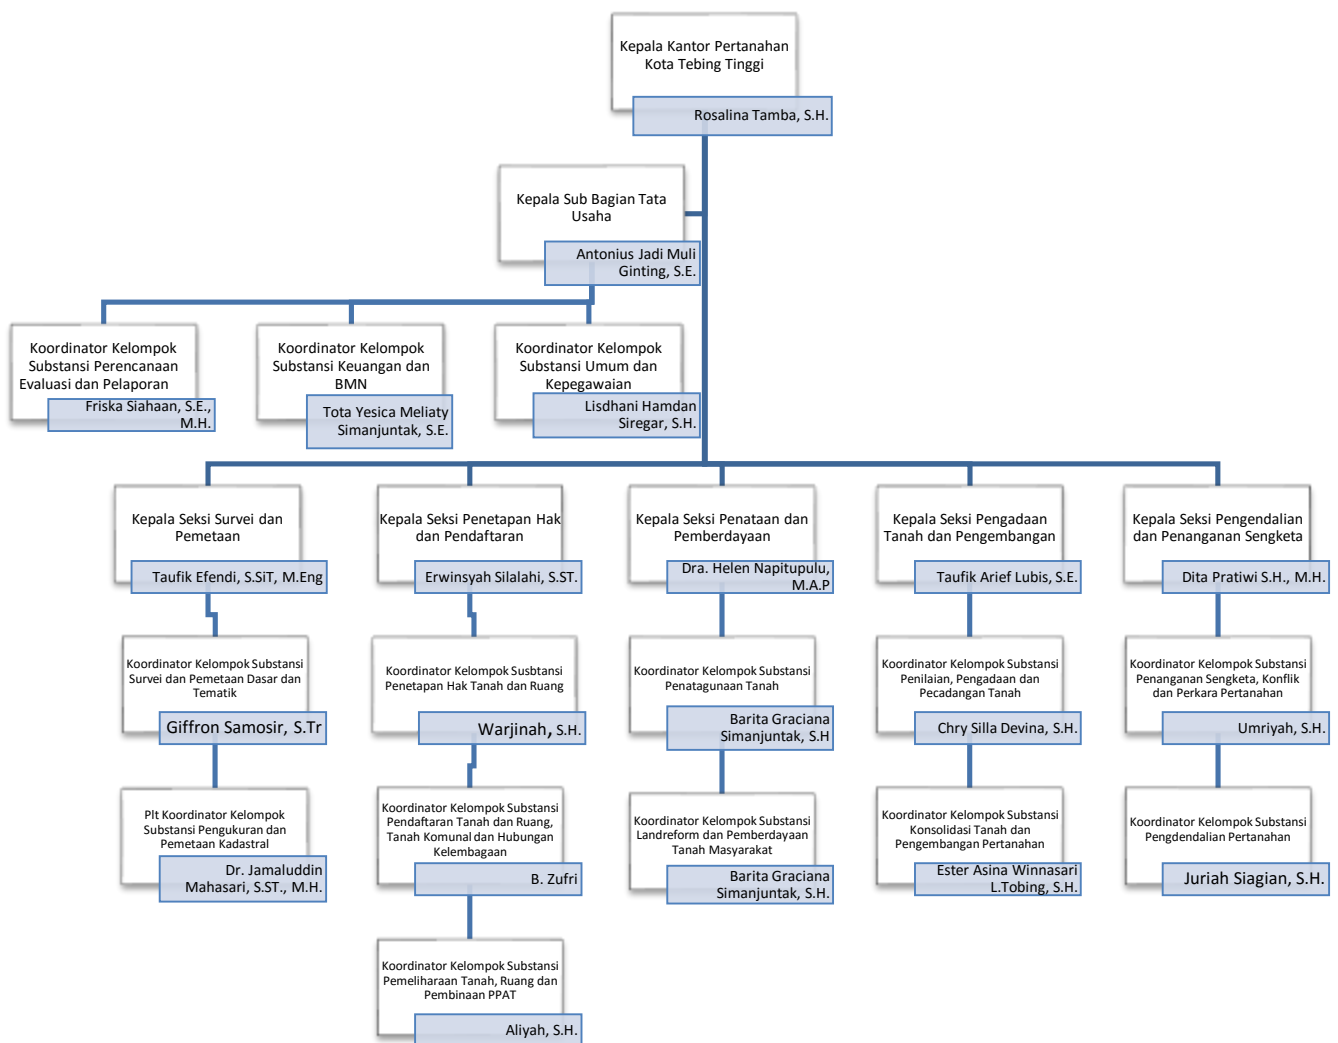 Kepala Kantor Pertanahan
Kota Tebing Tinggi
Rosalina Tamba, S.H.
Kepala Sub Bagian Tata
Usaha
Antonius Jadi Muli
Ginting, S.E.
Koordinator Kelompok
Substansi Perencanaan
Evaluasi dan Pelaporan
Friska Siahaan, S.E.,
M.H.
Koordinator Kelompok
Substansi Keuangan dan
BMN
Tota Yesica Meliaty
Simanjuntak, S.E.
Koordinator Kelompok
Substansi Umum dan
Kepegawaian
Lisdhani Hamdan
Siregar, S.H.
Kepala Seksi Survei dan
Pemetaan
Taufik Efendi, S.SiT, M.Eng
Kepala Seksi Penetapan Hak
dan Pendaftaran
Erwinsyah Silalahi, S.ST.
Kepala Seksi Penataan dan
Pemberdayaan
Dra. Helen Napitupulu,
M.A.P
Kepala Seksi Pengadaan
Tanah dan Pengembangan
Taufik Arief Lubis, S.E.
Kepala Seksi Pengendalian
dan Penanganan Sengketa
Dita Pratiwi S.H., M.H.
Koordinator Kelompok Substansi
Survei dan Pemetaan Dasar dan
Tematik
Giffron Samosir, S.Tr
Koordinator Kelompok Susbtansi
Penetapan Hak Tanah dan Ruang
Warjinah, S.H.
Koordinator Kelompok Substansi
Penatagunaan Tanah
Barita Graciana
Simanjuntak, S.H
Koordinator Kelompok Substansi
Penilaian, Pengadaan dan
Pecadangan Tanah
Chry Silla Devina, S.H.
Koordinator Kelompok Substansi
Penanganan Sengketa, Konflik
dan Perkara Pertanahan
Umriyah, S.H.
Plt Koordinator Kelompok
Substansi Pengukuran dan
Pemetaan Kadastral
Dr. Jamaluddin
Mahasari, S.ST., M.H.
Koordinator Kelompok Substansi
Pendaftaran Tanah dan Ruang,
Tanah Komunal dan Hubungan
Kelembagaan
B. Zufri
Koordinator Kelompok Substansi
Landreform dan Pemberdayaan
Tanah Masyarakat
Barita Graciana
Simanjuntak, S.H.
Koordinator Kelompok Substansi
Konsolidasi Tanah dan
Pengembangan Pertanahan
Ester Asina Winnasari
L.Tobing, S.H.
Koordinator Kelompok Substansi
Pengdendalian Pertanahan
Juriah Siagian, S.H.
Koordinator Kelompok Substansi
Pemeliharaan Tanah, Ruang dan
Pembinaan PPAT
Aliyah, S.H.